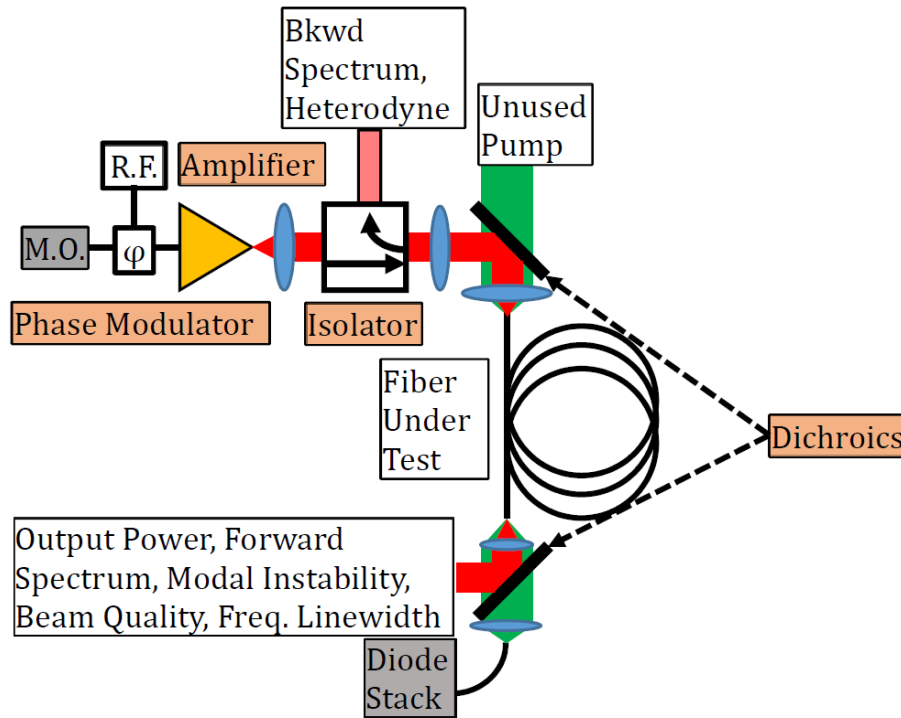 Bkwd
Spectrum,
Heterodyne
Unused
Pump
R.F.
Amplifier
M.O.
φ
Phase Modulator
Isolator
Fiber
Under
Test
Dichroics
Output Power, Forward
Spectrum, Modal Instability,
Beam Quality, Freq. Linewidth
Diode
Stack